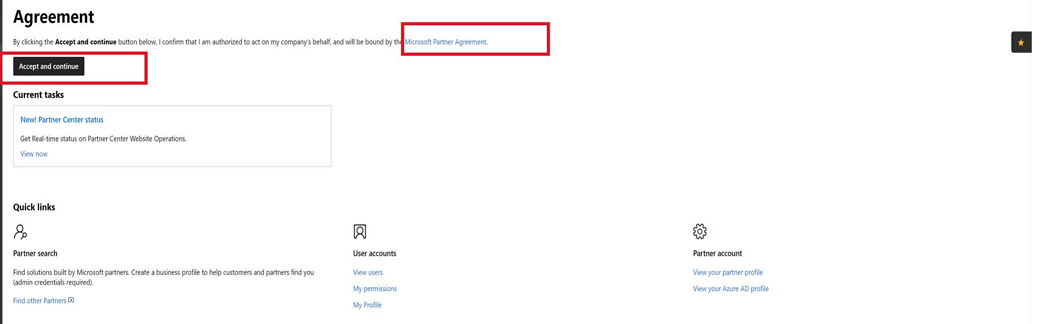 Agreement
By clicking the Accept and continue button below, I confirm that I am authorized to act on my company's behalf, and will be bound by the Microsoft Partner Agreement.
Accept and continue
Current tasks
New! Partner Center status
Get Real-time status on Partner Center Website Operations.
View now
Quick links
Partner search
Find solutions built by Microsoft partners. Create a business profile to help customers and partners find you
(admin credentials required).
Find other Partners
User accounts
View users
My permissions
My Profile
Partner account
View your partner profile
View your Azure AD profile